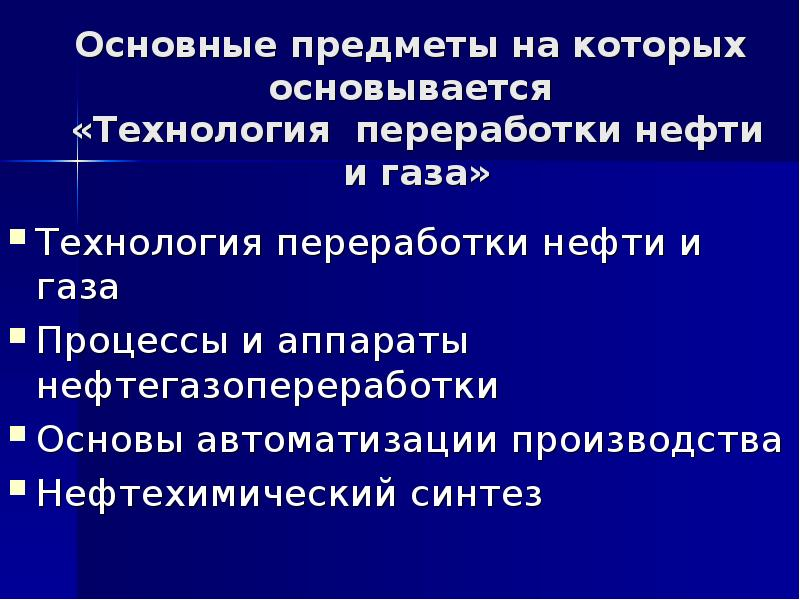 Основные предметы на которых
основывается
«Технология переработки нефти
и газа»
Технология переработки нефти и
газа
Процессы и аппараты
нефтегазопереработки
Основы автоматизации производства
Нефтехимический синтез